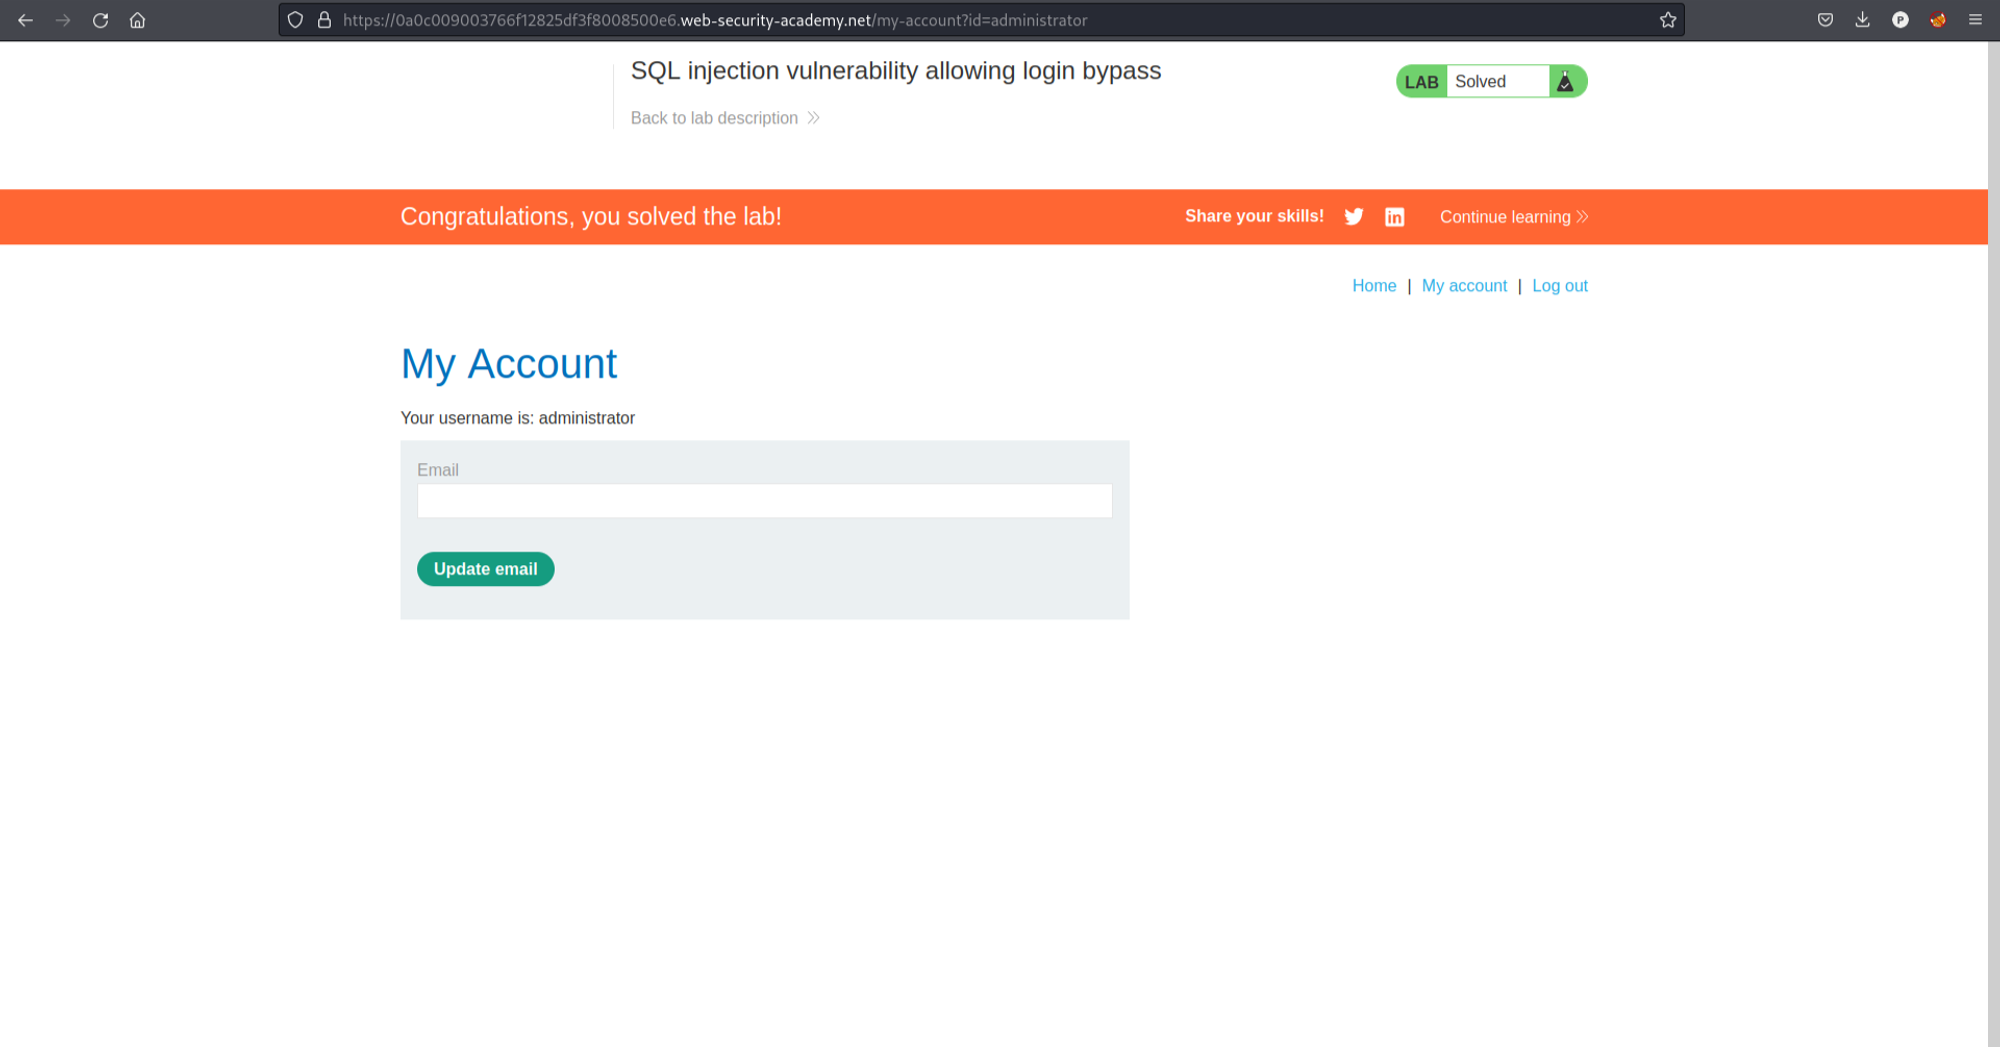 https://0a0c009003766f12825df3f8008500e6.web-security-academy.net/my-account?id=administrator
P
SQL injection vulnerability allowing login bypass
LAB Solved
Back to lab description
Congratulations, you solved the lab!
Share your skills!
Continue learning
Home | My account | Log out
My Account
Your username is: administrator
Email
Update email